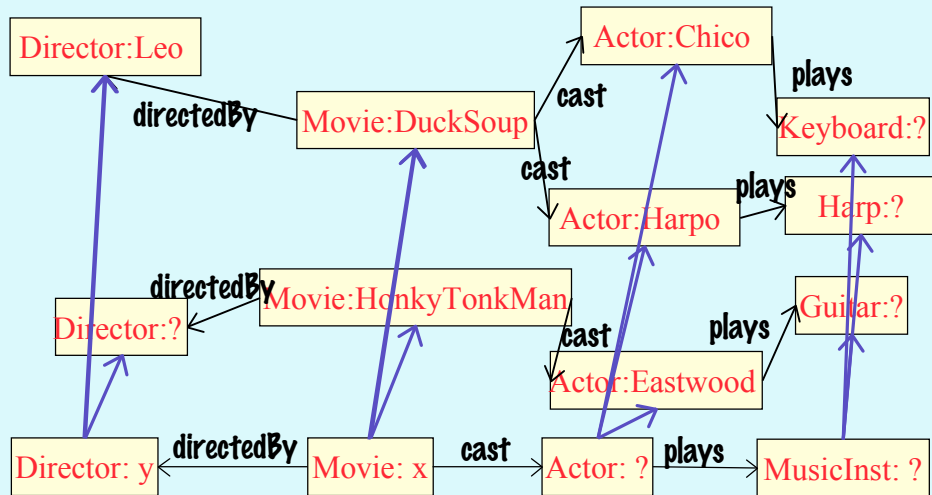 Director:Leo
directedBy
Movie:DuckSoup
cast
Actor:Chico
plays
Keyboard:?
cast
Actor:Harpo
plays
Harp:?
directedBy
Movie:HonkyTonkMan
Director:?
cast
plays
Guitar:?
Actor:Eastwood
Director: y
directedBy
Movie: x
cast
Actor: ?
plays
MusicInst: ?